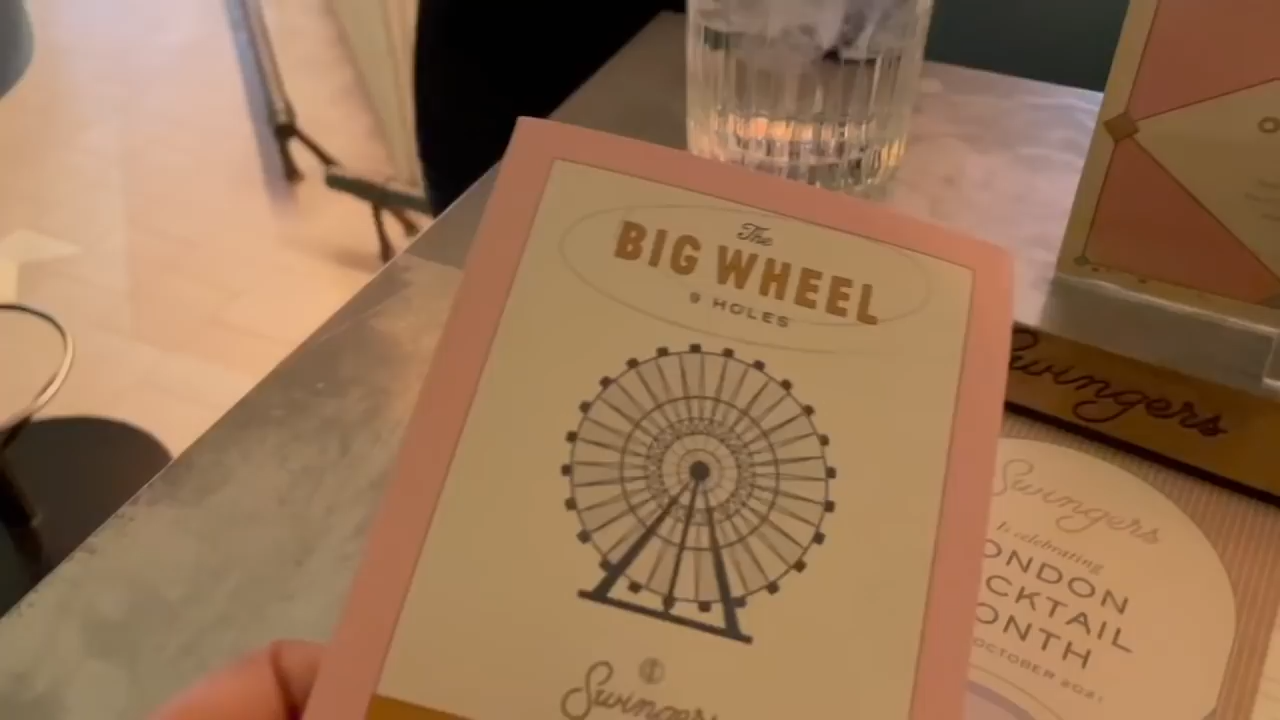 The
BIG WHEEL
9 HOLES
Swingers
Swingers
Swingers
Is celebrating
ONDON
CKTAIL
ONTH
OCTOBER 2021